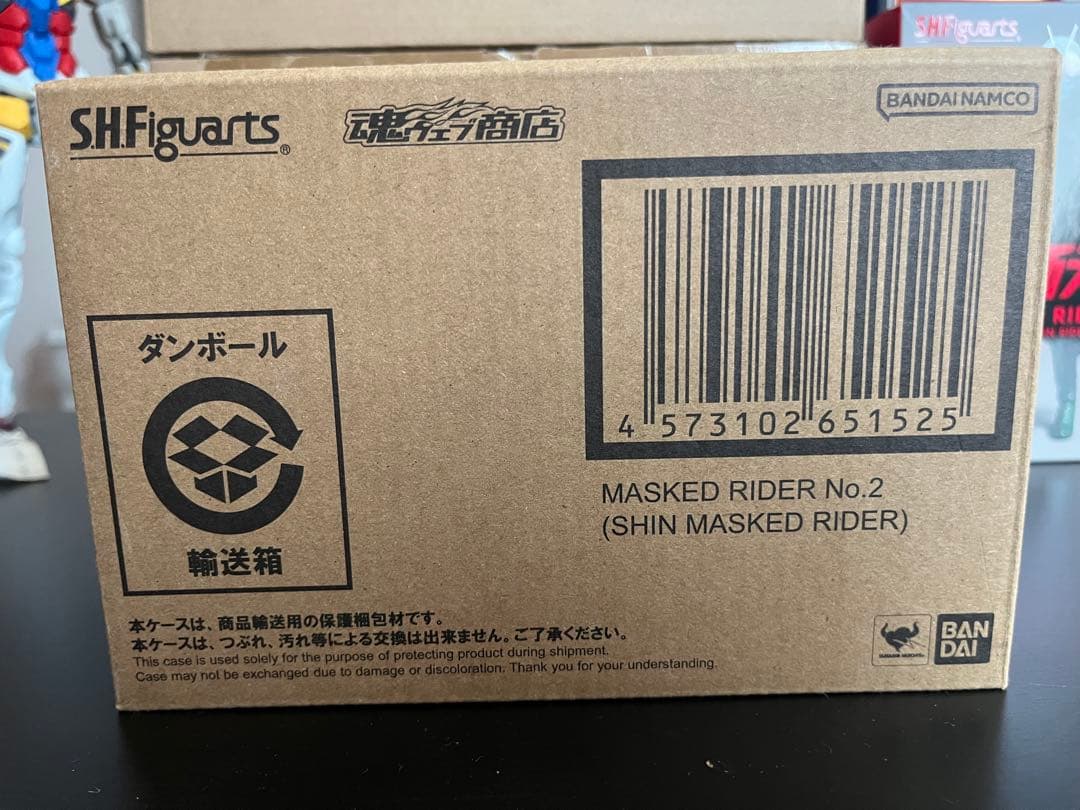 S.H.Figuarts
S.H.Figuarts®
魂ウェブ商店
BANDAI NAMCO
4 573102 651525
MASKED RIDER No.2
(SHIN MASKED RIDER)
ダンボール
輸送箱
本ケースは、商品輸送用の保護梱包材です。
本ケースは、つぶれ、汚れ等による交換は出来ません。ご了承ください。
This case is used solely for the purpose of protecting product during shipment.
Case may not be exchanged due to damage or discoloration. Thank you for your understanding.
BAN
DAI